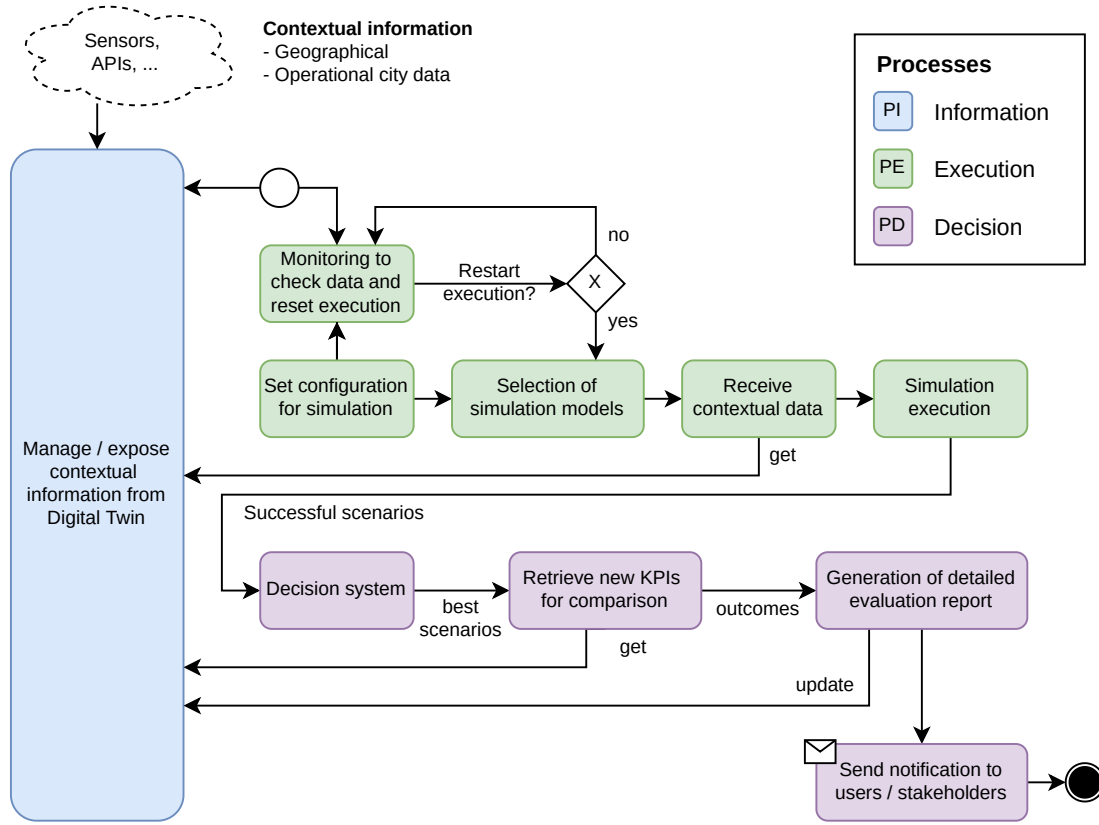 Sensors,
APIs, ...
Contextual information
- Geographical
- Operational city data
Processes
PI
Information
PE
Execution
PD
Decision
no
Monitoring to
check data and
reset execution
Restart
execution?
X
yes
Set configuration
for simulation
Selection of
simulation models
Receive
contextual data
Simulation
execution
Manage / expose
contextual
information from
Digital Twin
get
Successful scenarios
Decision system
best
scenarios
Retrieve new KPIs
for comparison
outcomes
Generation of detailed
evaluation report
get
update
Send notification to
users / stakeholders